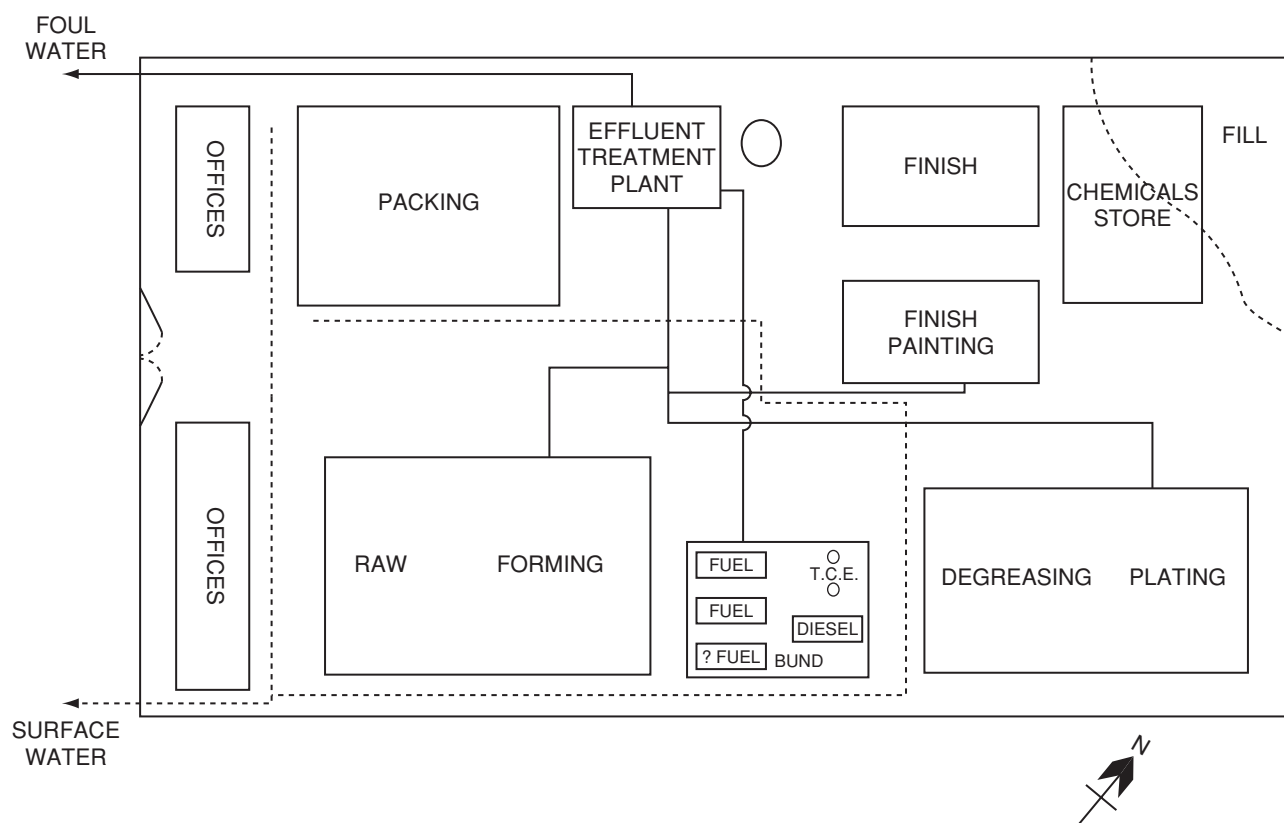 FOUL
WATER
OFFICES
PACKING
EFFLUENT
TREATMENT
PLANT
FINISH
CHEMICALS
STORE
FILL
FINISH
PAINTING
OFFICES
RAW FORMING
FUEL
T.C.E.
FUEL
DIESEL
? FUEL
BUND
DEGREASING PLATING
SURFACE
WATER
N